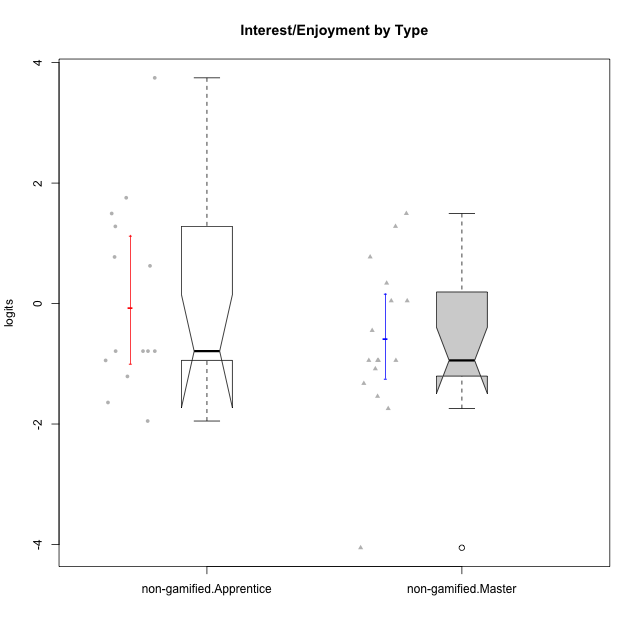 Interest/Enjoyment by Type
logits
4
2
0
-2
-4
non-gamified.Apprentice
non-gamified.Master